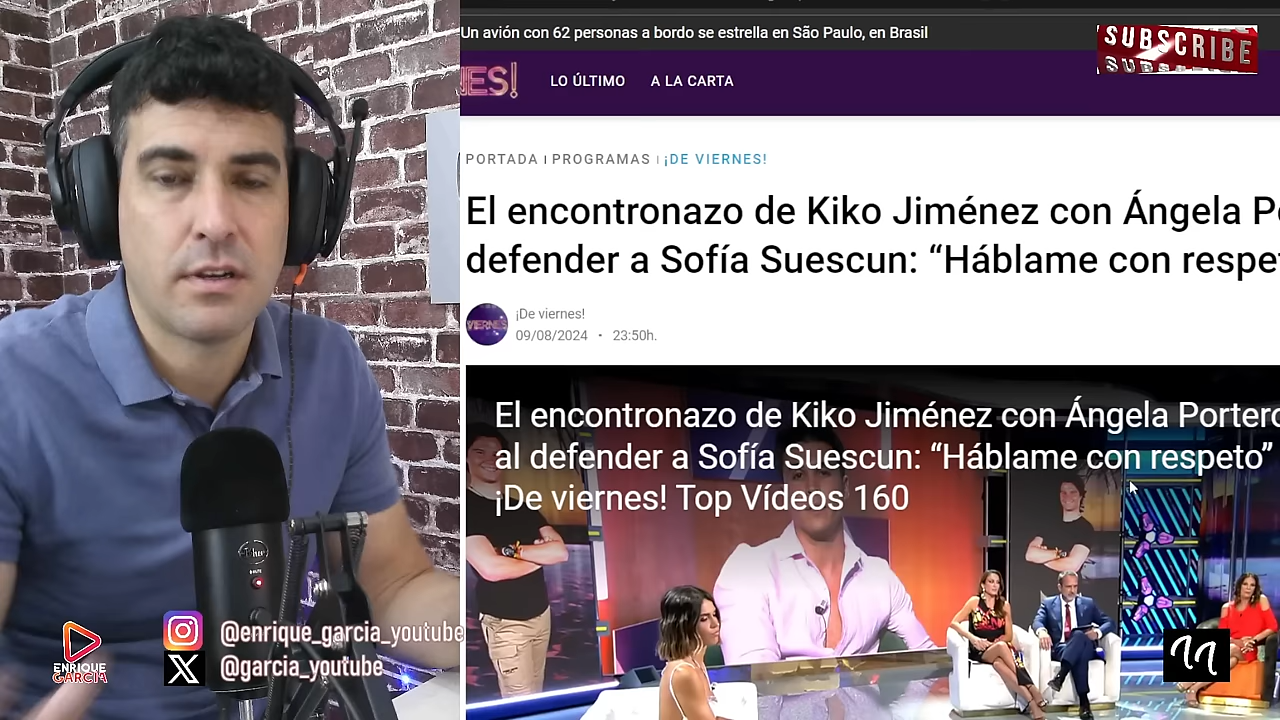 Un avión con 62 personas a bordo se estrella en São Paulo, en Brasil
SUBSCRIBE
NES!
LO ÚLTIMO
A LA CARTA
PORTADA
PROGRAMAS
¡DE VIERNES!
El encontronazo de Kiko Jiménez con Ángela Po
defender a Sofía Suescun: “Háblame con respet
VIERNES
¡De viernes!
09/08/2024 · 23:50h.
El encontronazo de Kiko Jiménez con Ángela Portero
al defender a Sofía Suescun: “Háblame con respeto”
¡De viernes! Top Vídeos 160
@enrique_garcia_youtube
@garcia_youtube
ENRIQUE
GARCIA